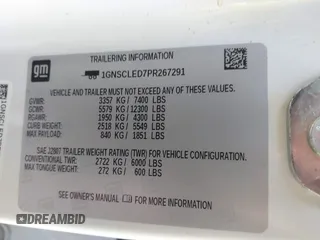 gm
TRAILERING INFORMATION
1GNSCLED7PR267291
VEHICLE AND TRAILER MUST NOT EXCEED ANY OF THESE WEIGHTS:
GVWR: 3357 KG/ 7400 LBS
GCWR: 5579 KG/12300 LBS
RGAWR: 1950 KG/ 4300 LBS
CURB WEIGHT: 2518 KG/ 5549 LBS
MAX PAYLOAD: 840 KG/ 1851 LBS
SAE J2807 TRAILER WEIGHT RATING (TWR) FOR VEHICLE CONFIGURATION.
CONVENTIONAL TWR: 2722 KG/ 6000 LBS
MAX TONGUE WEIGHT: 272 KG/ 600 LBS
SEE OWNER'S MANUAL FOR MORE INFORMATION
DREAMBID